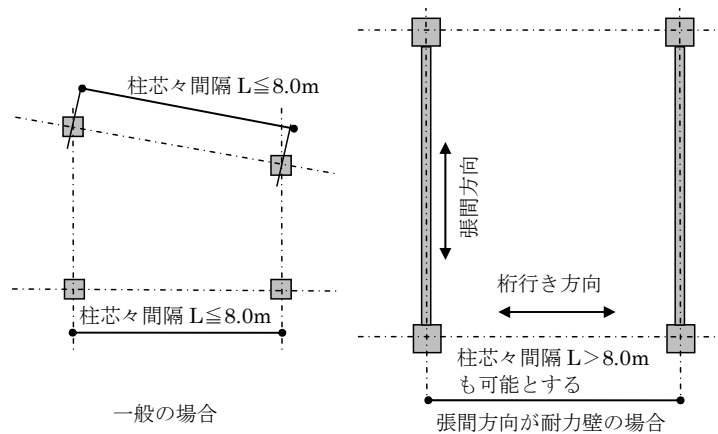 柱芯々間隔 L≦8.0m
柱芯々間隔 L≦8.0m
一般の場合
張間方向
桁行き方向
柱芯々間隔 L＞8.0m
も可能とする
張間方向が耐力壁の場合